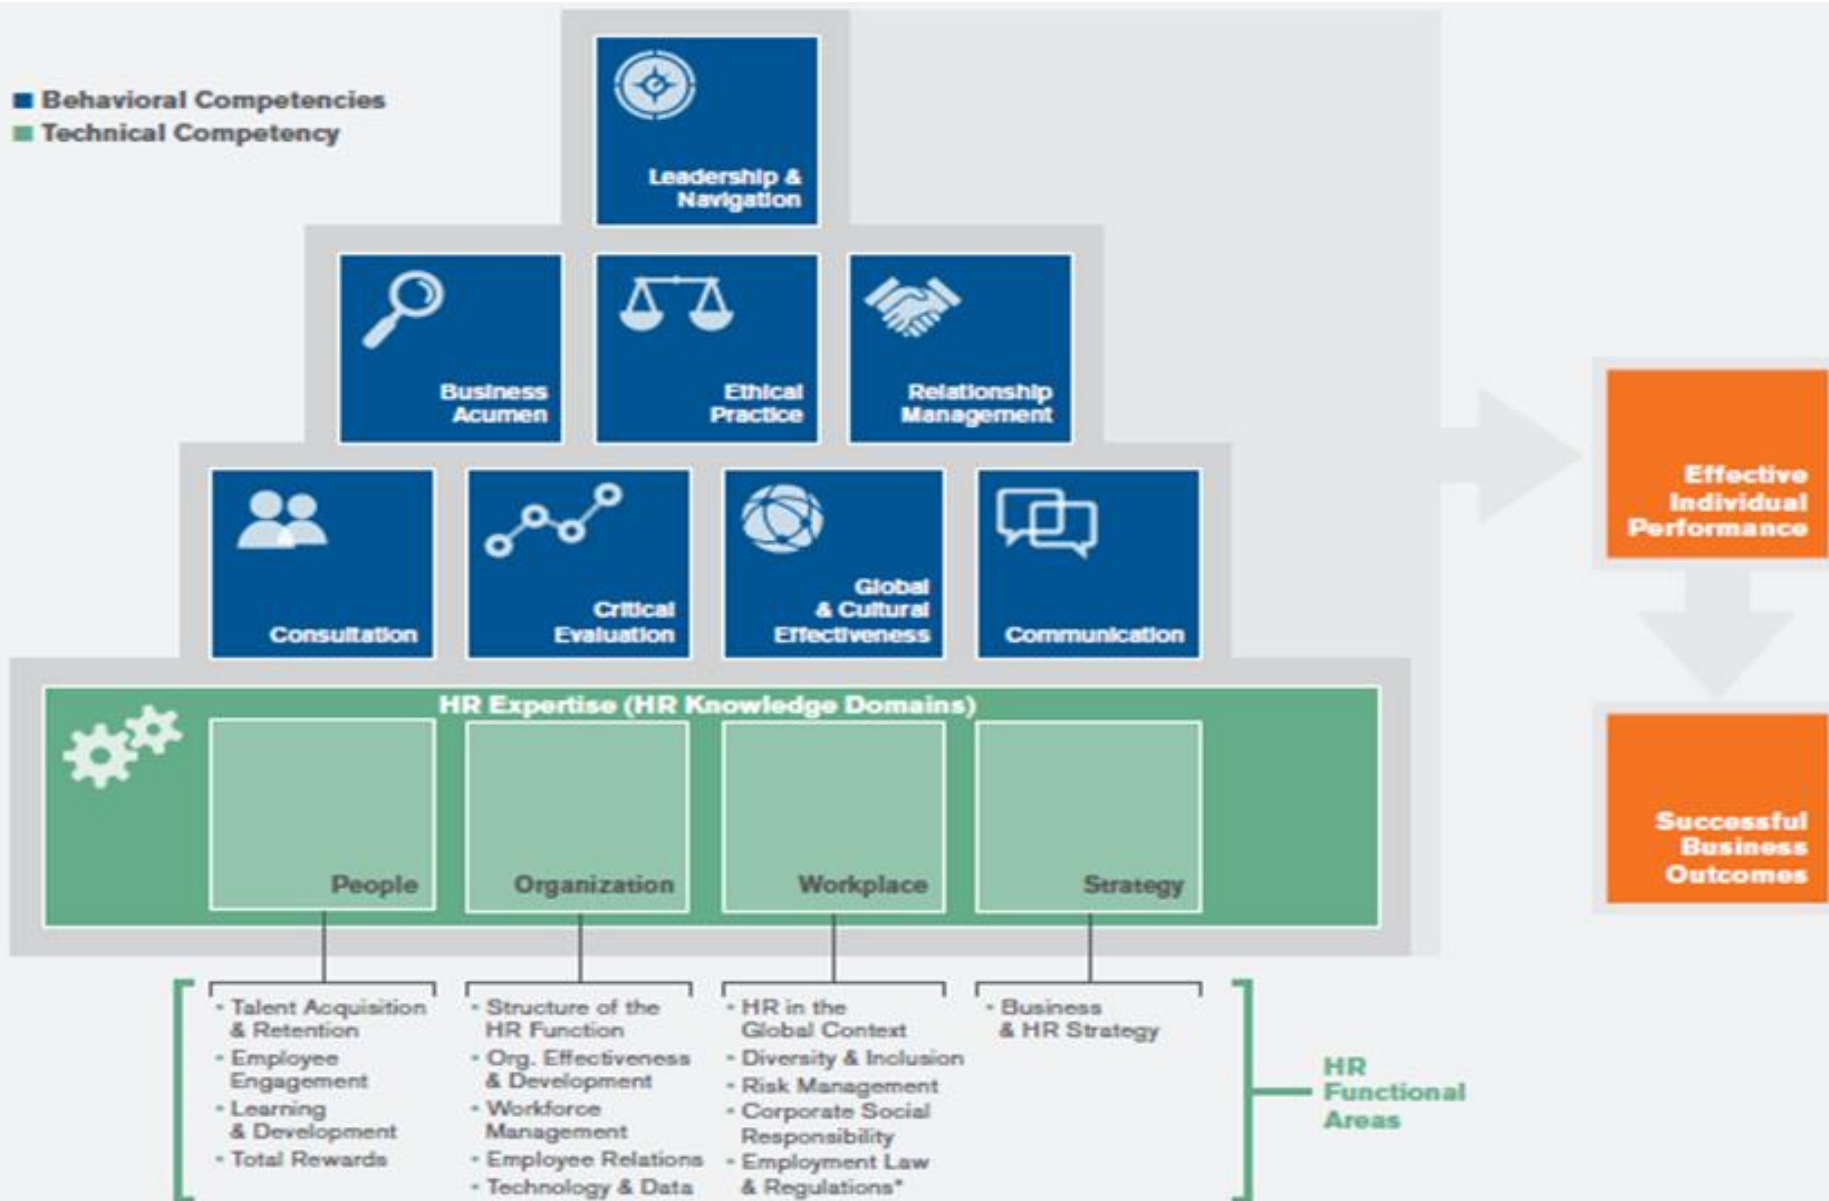 Behavioral Competencies
Technical Competency
Leadership &
Navigation
Business
Acumen
Ethical
Practice
Relationship
Management
Consultation
Critical
Evaluation
Global
& Cultural
Effectiveness
Communication
Effective
Individual
Performance
HR Expertise (HR Knowledge Domains)
People
Organization
Workplace
Strategy
Successful
Business
Outcomes
• Talent Acquisition
& Retention
• Employee
Engagement
• Learning
& Development
• Total Rewards
• Structure of the
HR Function
• Org. Effectiveness
& Development
• Workforce
Management
• Employee Relations
• Technology & Data
• HR in the
Global Context
• Diversity & Inclusion
• Risk Management
• Corporate Social
Responsibility
• Employment Law
& Regulations*
• Business
& HR Strategy
HR
Functional
Areas